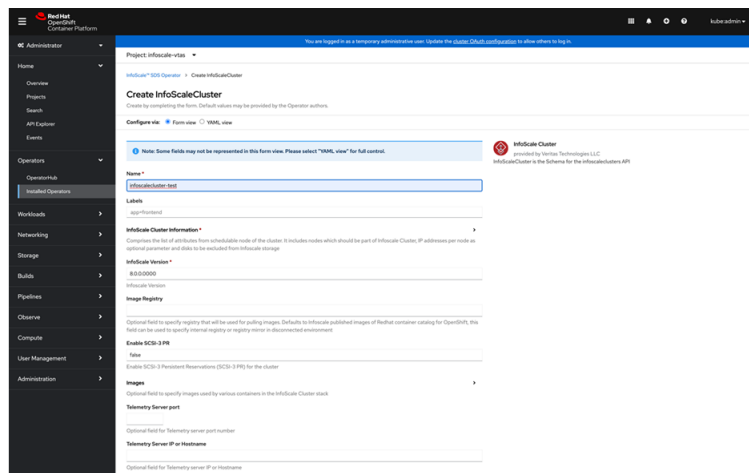 Red Hat
OpenShift
Container Platform
kube:admin
Administrator
You are logged in as a temporary administrative user. Update the cluster OAuth configuration to allow others to log in.
Project: infoscale-vtas
Home
Overview
Projects
Search
API Explorer
Events
Operators
OperatorHub
Installed Operators
Workloads
Networking
Storage
Builds
Pipelines
Observe
Compute
User Management
Administration
InfoScale™ SDS Operator > Create InfoScaleCluster
Create InfoScaleCluster
Create by completing the form. Default values may be provided by the Operator authors.
Configure via: Form view YAML view
Note: Some fields may not be represented in this form view. Please select "YAML view" for full control.
Name *
infoscalecluster-test
Labels
app=frontend
InfoScale Cluster Information *
Comprises the list of attributes from schedulable node of the cluster. It includes nodes which should be part of Infoscale Cluster, IP addresses per node as
optional parameter and disks to be excluded from Infoscale storage
InfoScale Version *
8.0.0.0000
Infoscale Version
Image Registry
Optional field to specify registry that will be used for pulling images. Defaults to Infoscale published images of Redhat container catalog for OpenShift, this
field can be used to specify internal registry or registry mirror in disconnected environment
Enable SCSI-3 PR
false
Enable SCSI-3 Persistent Reservations (SCSI-3 PR) for the cluster
Images
Optional field to specify images used by various containers in the InfoScale Cluster stack
Telemetry Server port
Optional field for Telemetry server port number
Telemetry Server IP or Hostname
Optional field for Telemetry server IP or Hostname
InfoScale Cluster
provided by Veritas Technologies LLC
InfoScaleCluster is the Schema for the infoscaleclusters API